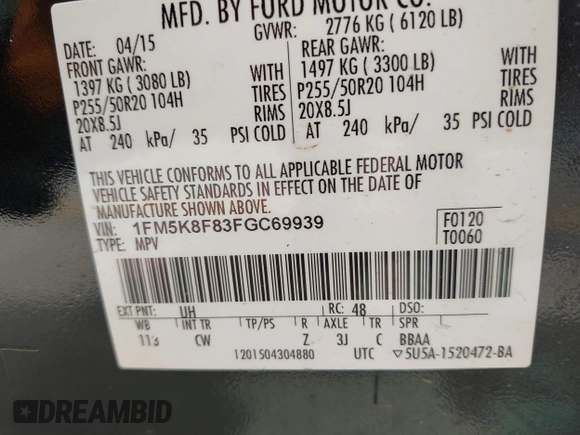 MFD. BY FORD MOTOR CO.
GVWR: 2776 KG ( 6120 LB)
DATE: 04/15
FRONT GAWR: REAR GAWR:
1397 KG ( 3080 LB) WITH 1497 KG ( 3300 LB) WITH
P255/50R20 104H TIRES P255/50R20 104H TIRES
20X8.5J RIMS 20X8.5J RIMS
AT 240 kPa/ 35 PSI COLD AT 240 kPa/ 35 PSI COLD
THIS VEHICLE CONFORMS TO ALL APPLICABLE FEDERAL MOTOR
VEHICLE SAFETY STANDARDS IN EFFECT ON THE DATE OF
MANUFACTURE SHOWN ABOVE.
VIN: 1FM5K8F83FGC69939 F0120
TYPE: MPV T0060
EXT PNT: UH RC: 48 DSO:
WB INT TR TP/PS R AXLE TR SPR
113 CW Z 3J C BBAA
1201504304880 UTC ▽5U5A-1520472-BA
DREAMBID